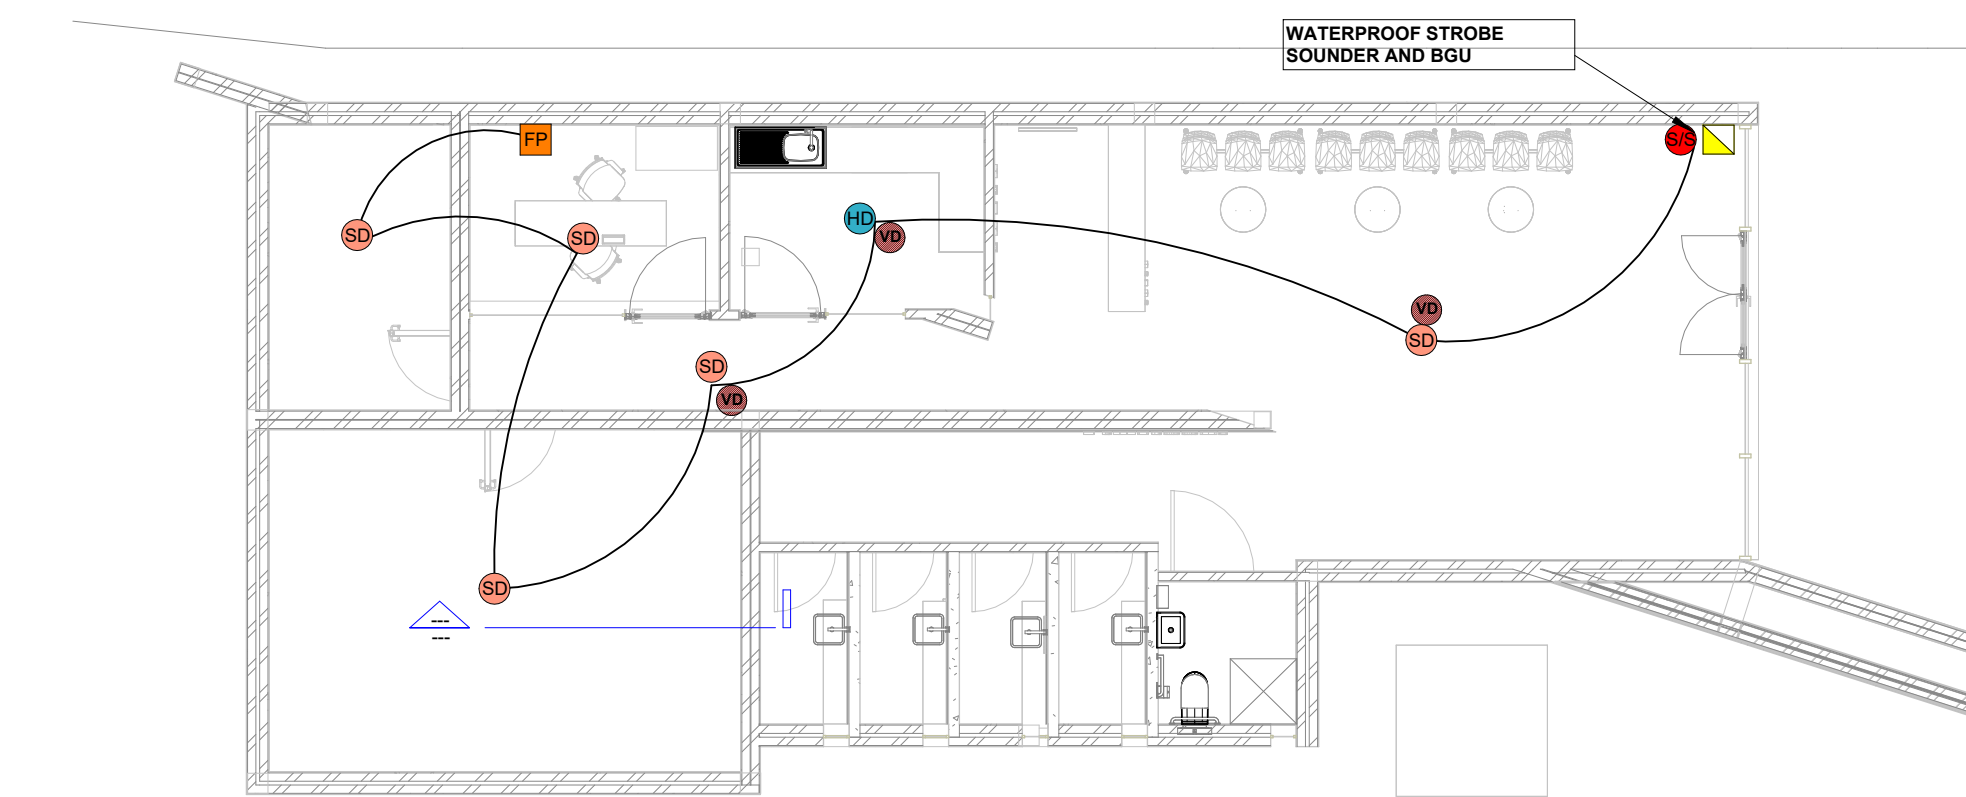 WATERPROOF STROBE
SOUNDER AND BGU
FP
S/S
SD
SD
HD
VD
VD
SD
SD
VD
SD
---
---